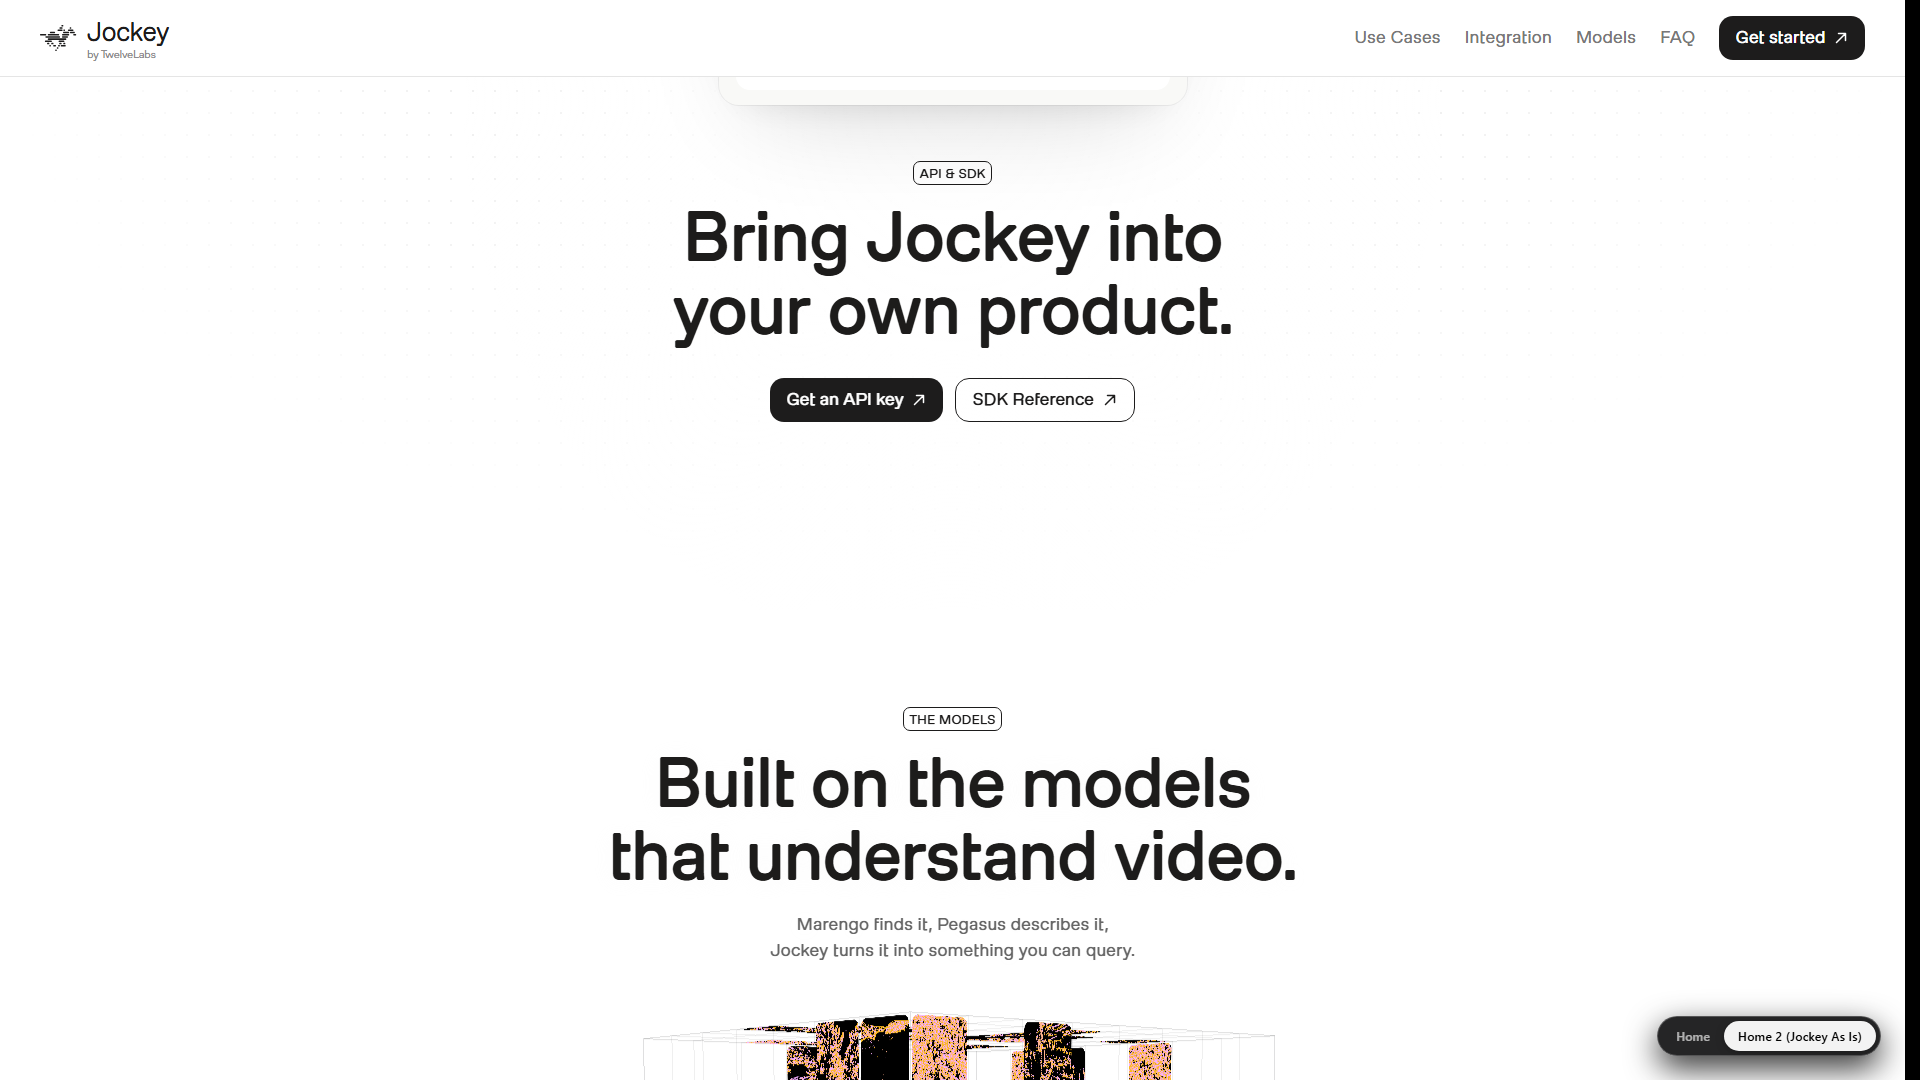 Jockey
by TwelveLabs
Use Cases
Integration
Models
FAQ
Get started
API & SDK
Bring Jockey into
your own product.
Get an API key
SDK Reference
THE MODELS
Built on the models
that understand video.
Marengo finds it, Pegasus describes it,
Jockey turns it into something you can query.
Home
Home 2 (Jockey As Is)